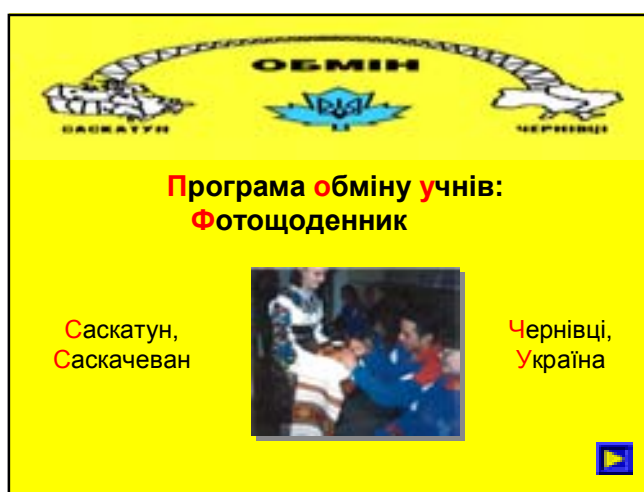 ОБМІН
САСКАТУН
ЧЕРНІВЦІ
Програма обміну учнів:
Фотощоденник
Саскатун,
Саскачеван
Чернівці,
Україна